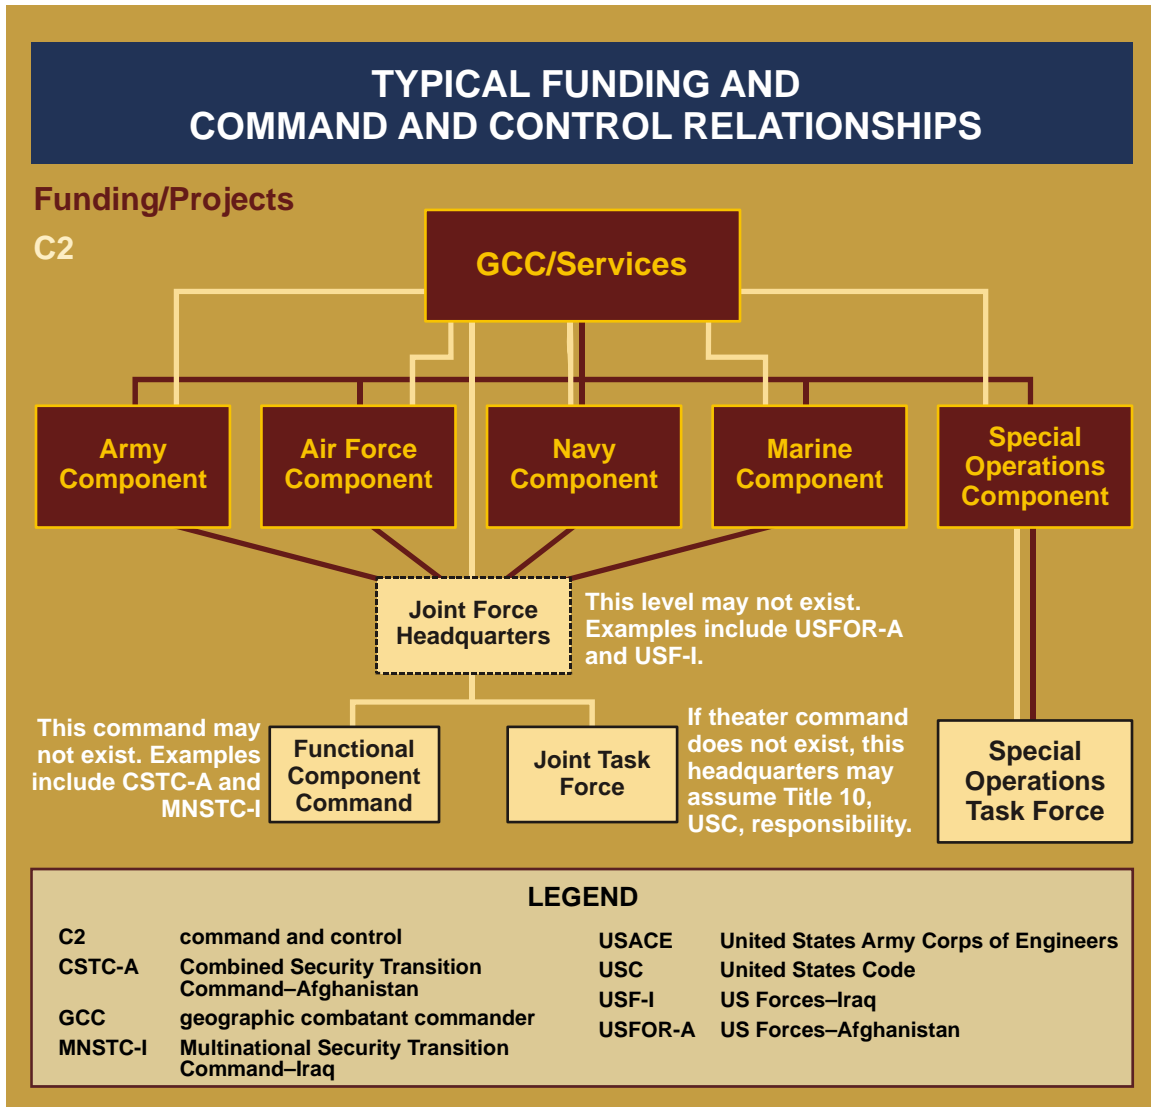 TYPICAL FUNDING AND
COMMAND AND CONTROL RELATIONSHIPS
Funding/Projects
C2
GCC/Services
Army
Component
Air Force
Component
Navy
Component
Marine
Component
Special
Operations
Component
Joint Force
Headquarters
This level may not exist.
Examples include USFOR-A
and USF-I.
This command may
not exist. Examples
include CSTC-A and
MNSTC-I
Functional
Component
Command
Joint Task
Force
If theater command
does not exist, this
headquarters may
assume Title 10,
USC, responsibility.
Special
Operations
Task Force
LEGEND
C2 command and control
CSTC-A Combined Security Transition
Command–Afghanistan
GCC geographic combatant commander
MNSTC-I Multinational Security Transition
Command–Iraq
USACE United States Army Corps of Engineers
USC United States Code
USF-I US Forces–Iraq
USFOR-A US Forces–Afghanistan